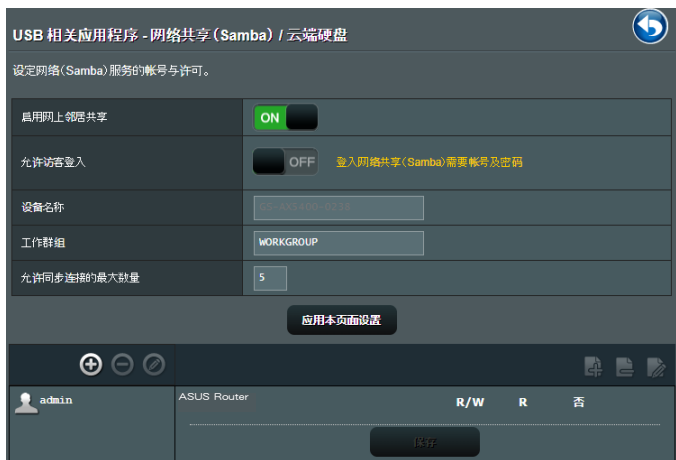 USB 相关应用程序 - 网络共享(Samba) / 云端硬盘
设定网络(Samba)服务的帐号与许可。
启用网上邻居共享
ON
允许访客登入
OFF
登入网络共享(Samba)需要帐号及密码
设备名称
工作群组
WORKGROUP
允许同步连接的最大数量
5
应用本页面设置
admin
ASUS Router
R/W R 否
保存